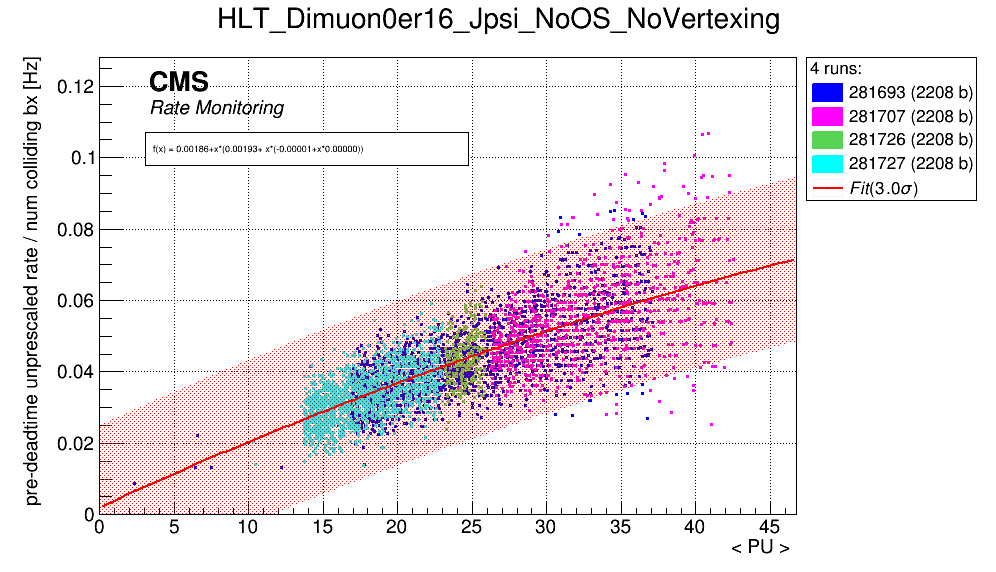 HLT_Dimuon0er16_Jpsi_NoOS_NoVertexing
pre-deadtime unprescaled rate / num colliding bx [Hz]
CMS
Rate Monitoring
f(x) = 0.00186+x*(0.00193+ x*(-0.00001+x*0.00000))
0.12
0.1
0.08
0.06
0.04
0.02
0
0 5 10 15 20 25 30 35 40 45
< PU >
4 runs:
281693 (2208 b)
281707 (2208 b)
281726 (2208 b)
281727 (2208 b)
Fit(3.0σ)